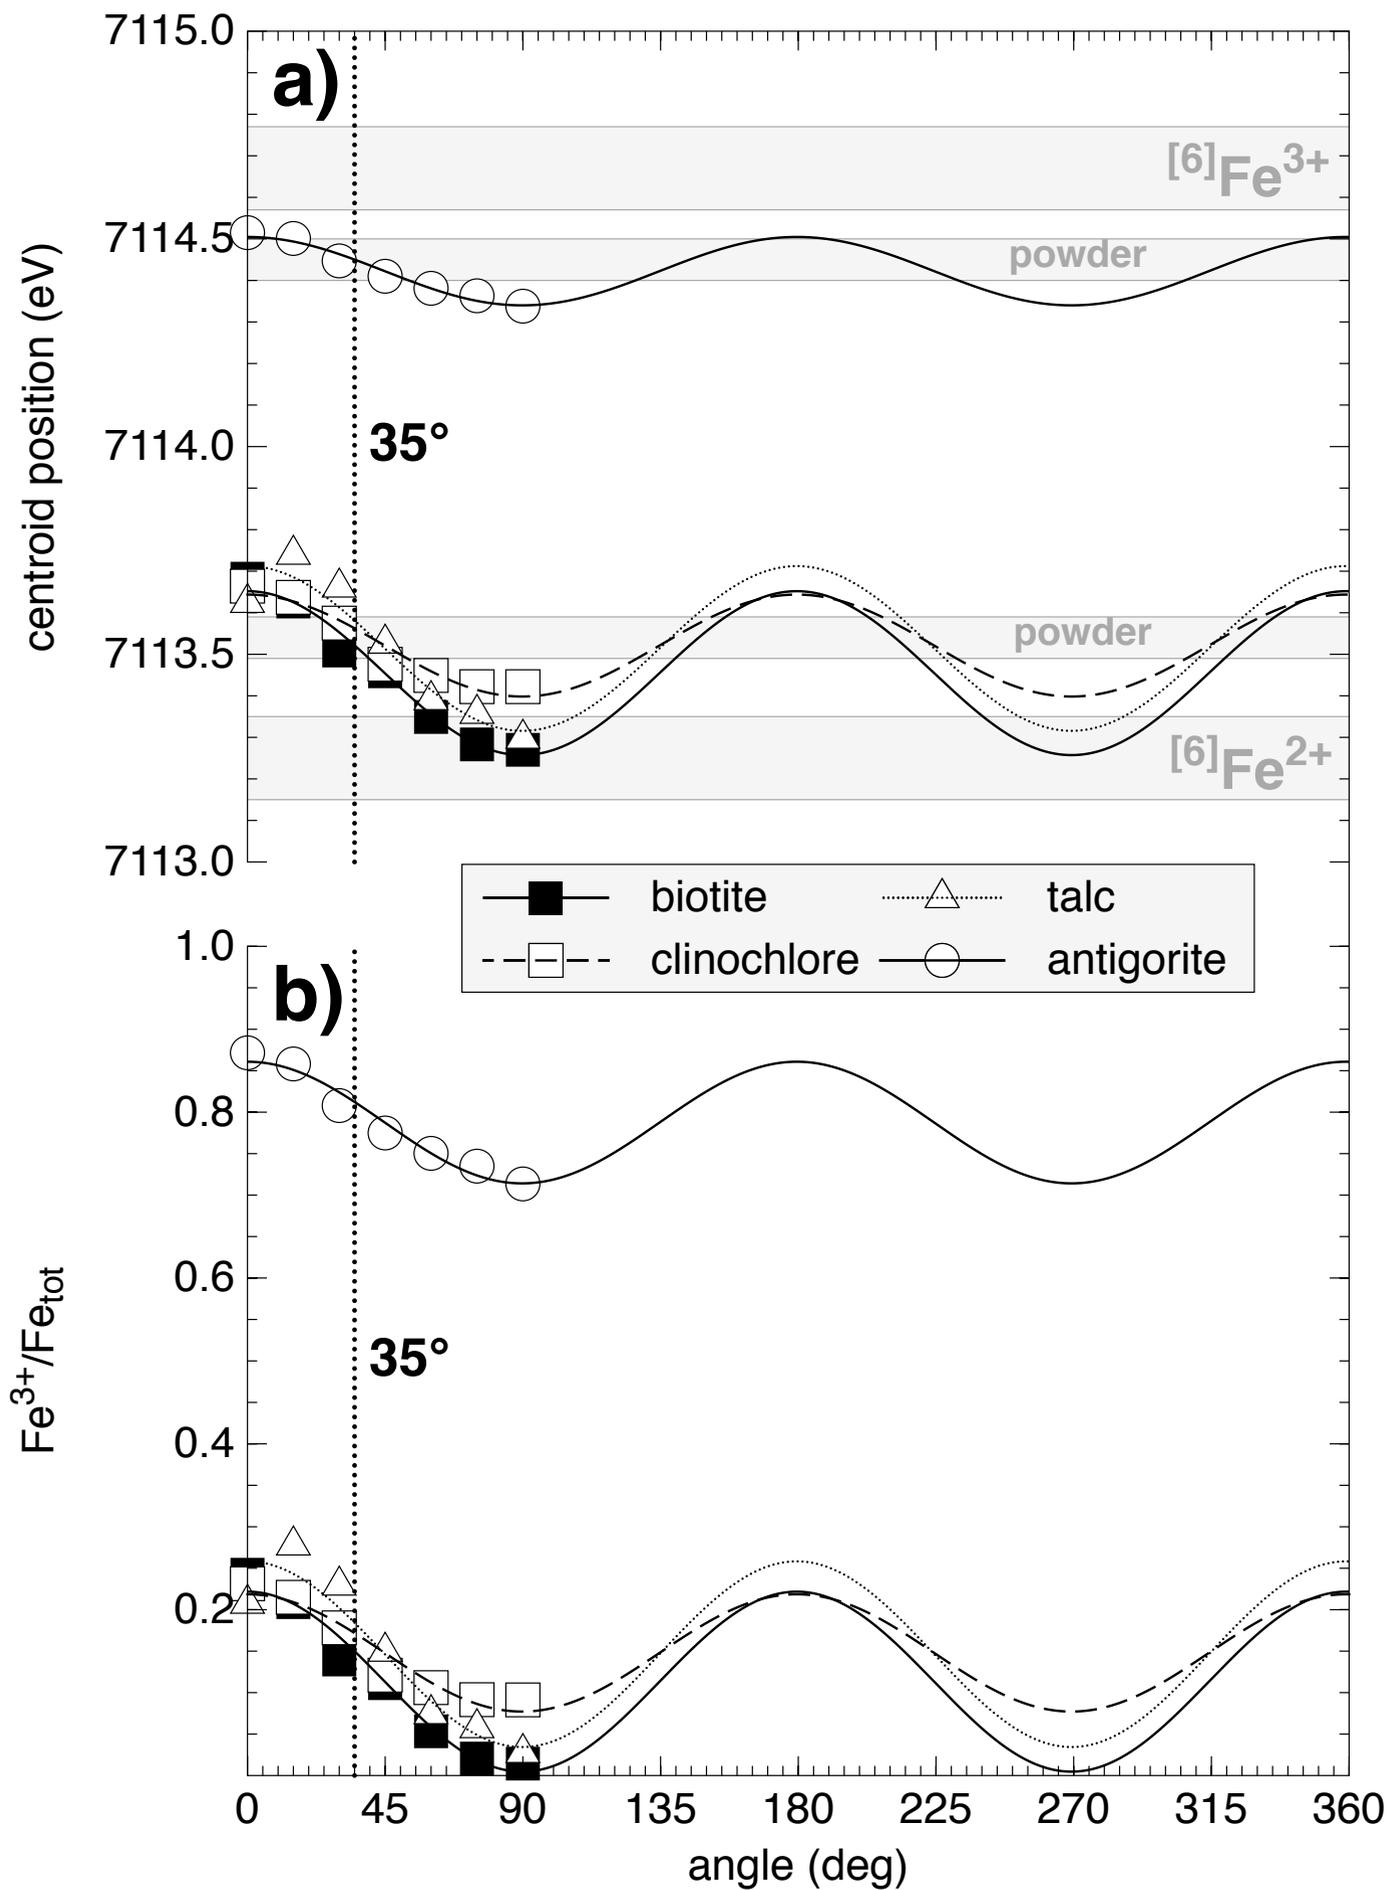 7115.0
a)
[6]Fe3+
7114.5
powder
centroid position (eV)
7114.0
35°
7113.5
powder
[6]Fe2+
7113.0
biotite
talc
clinochlore
antigorite
1.0
b)
0.8
0.6
Fe3+/Fetot
35°
0.4
0.2
0 45 90 135 180 225 270 315 360
angle (deg)